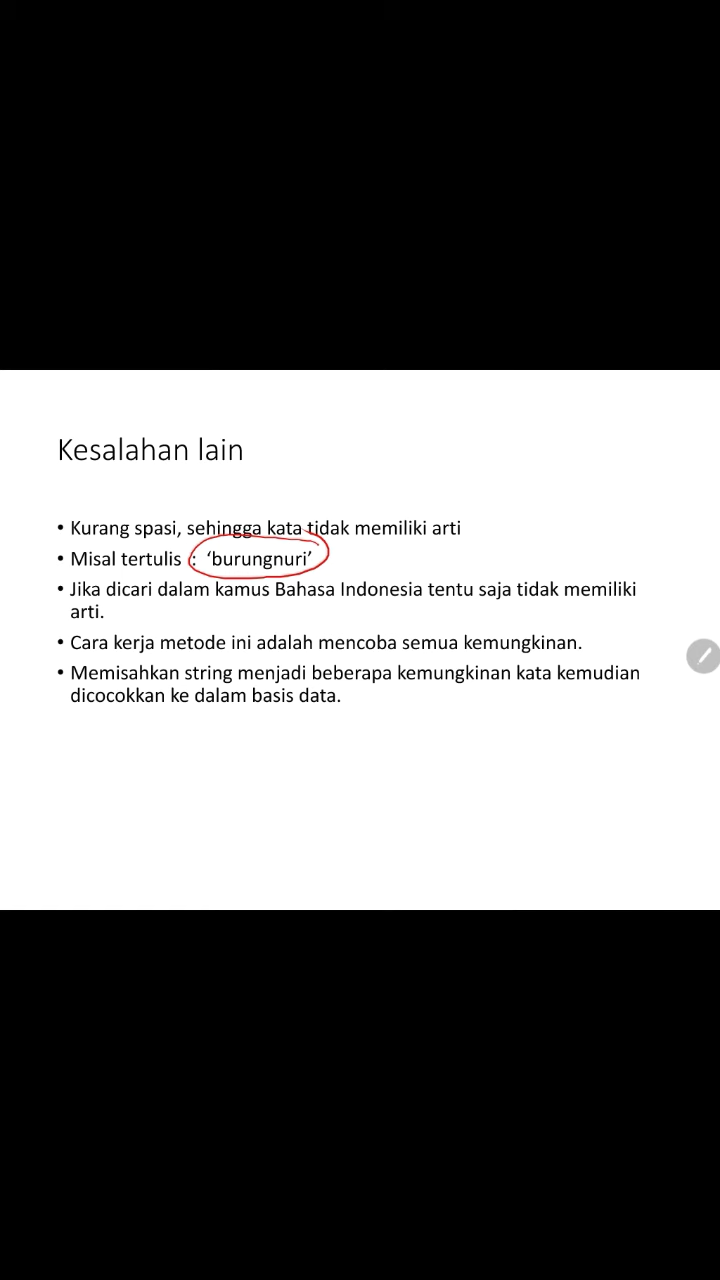 Kesalahan lain
• Kurang spasi, sehingga kata tidak memiliki arti
• Misal tertulis : ‘burungnuri’
• Jika dicari dalam kamus Bahasa Indonesia tentu saja tidak memiliki
arti.
• Cara kerja metode ini adalah mencoba semua kemungkinan.
• Memisahkan string menjadi beberapa kemungkinan kata kemudian
dicocokkan ke dalam basis data.